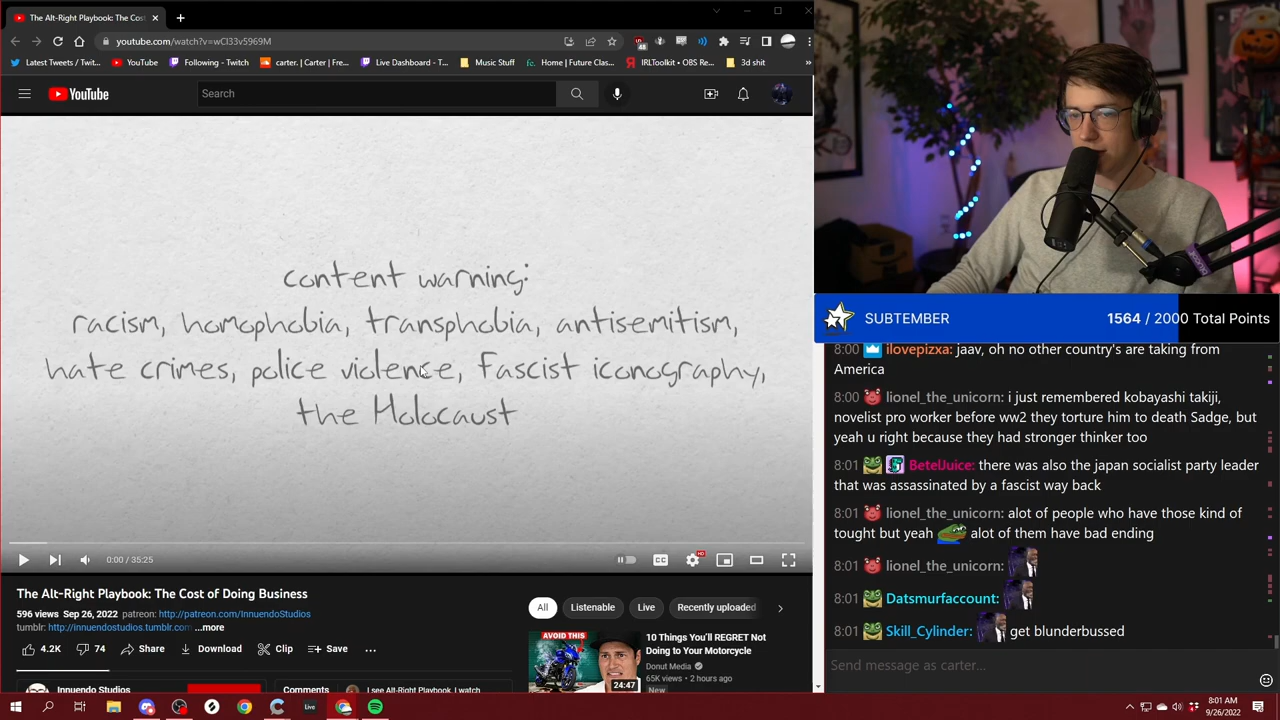 The Alt-Right Playbook: The Cost
youtube.com/watch?v=wCl33v5969M
48
Latest Tweets / Twit...
YouTube
Following - Twitch
carter. | Carter | Fre...
Live Dashboard - T...
Music Stuff
Home | Future Clas...
IRLToolkit • OBS Re...
3d shit
YouTube
Search
content warning:
racism, homophobia, transphobia, antisemitism,
hate crimes, police violence, fascist iconography,
the Holocaust
0:00 / 35:25
HD
The Alt-Right Playbook: The Cost of Doing Business
596 views Sep 26, 2022 patreon: http://patreon.com/InnuendoStudios
tumblr: http://innuendostudios.tumblr.com ...more
4.2K
74
Share
Download
Clip
Save
Innuendo Studios
Comments
I see Alt-Right Playbook, I watch
All
Listenable
Live
Recently uploaded
AVOID THIS
24:47
10 Things You'll REGRET Not
Doing to Your Motorcycle
Donut Media
65K views • 2 hours ago
New
SUBTEMBER
1564 / 2000 Total Points
8:00 ilovepizxa: jaav, oh no other country's are taking from
America
8:00 lionel_the_unicorn: i just remembered kobayashi takiji,
novelist pro worker before ww2 they torture him to death Sadge, but
yeah u right because they had stronger thinker too
8:01 BetelJuice: there was also the japan socialist party leader
that was assassinated by a fascist way back
8:01 lionel_the_unicorn: alot of people who have those kind of
tought but yeah alot of them have bad ending
8:01 lionel_the_unicorn:
8:01 Datsmurfaccount:
8:01 Skill_Cylinder: get blunderbussed
Send message as carter...
Live
8:01 AM
9/26/2022